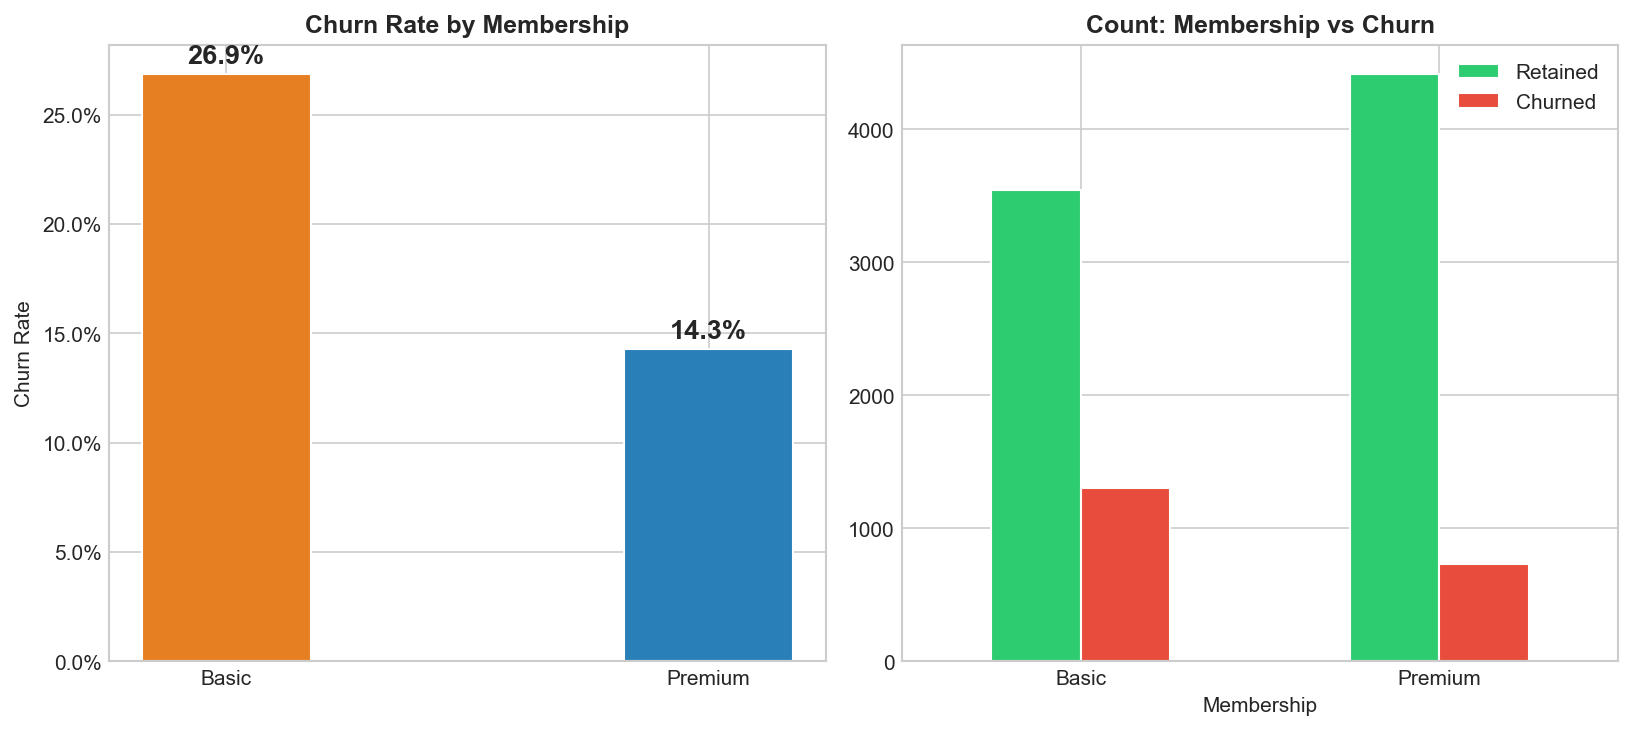 Churn Rate by Membership
26.9%
14.3%
25.0%
20.0%
15.0%
10.0%
5.0%
0.0%
Churn Rate
Basic
Premium
Count: Membership vs Churn
Retained
Churned
4000
3000
2000
1000
0
Basic
Premium
Membership